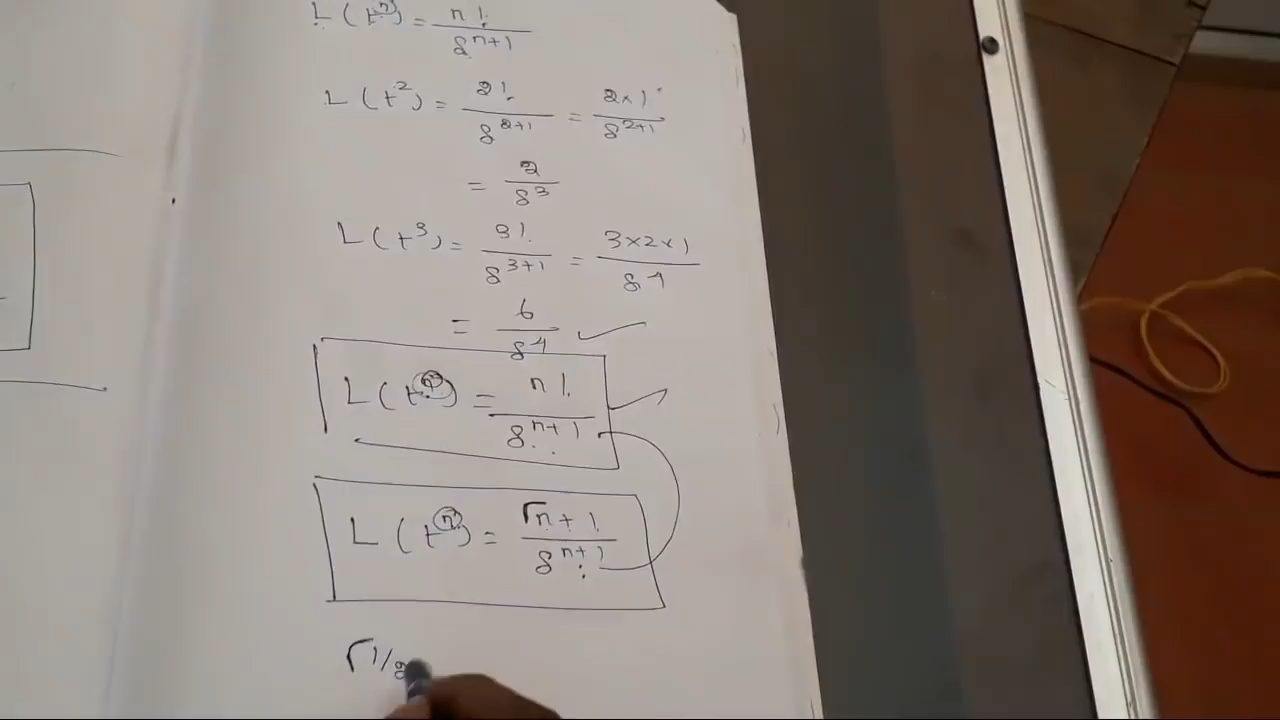 L(tⁿ) = n! / s^(n+1)
L(t²) = 2! / s^(2+1) = 2×1 / s^(2+1)
= 2 / s³
L(t³) = 3! / s^(3+1) = 3×2×1 / s⁴
= 6 / s⁴
L(tⁿ) = n! / s^(n+1)
L(tⁿ) = Γn+1 / s^(n+1)
Γ1/2